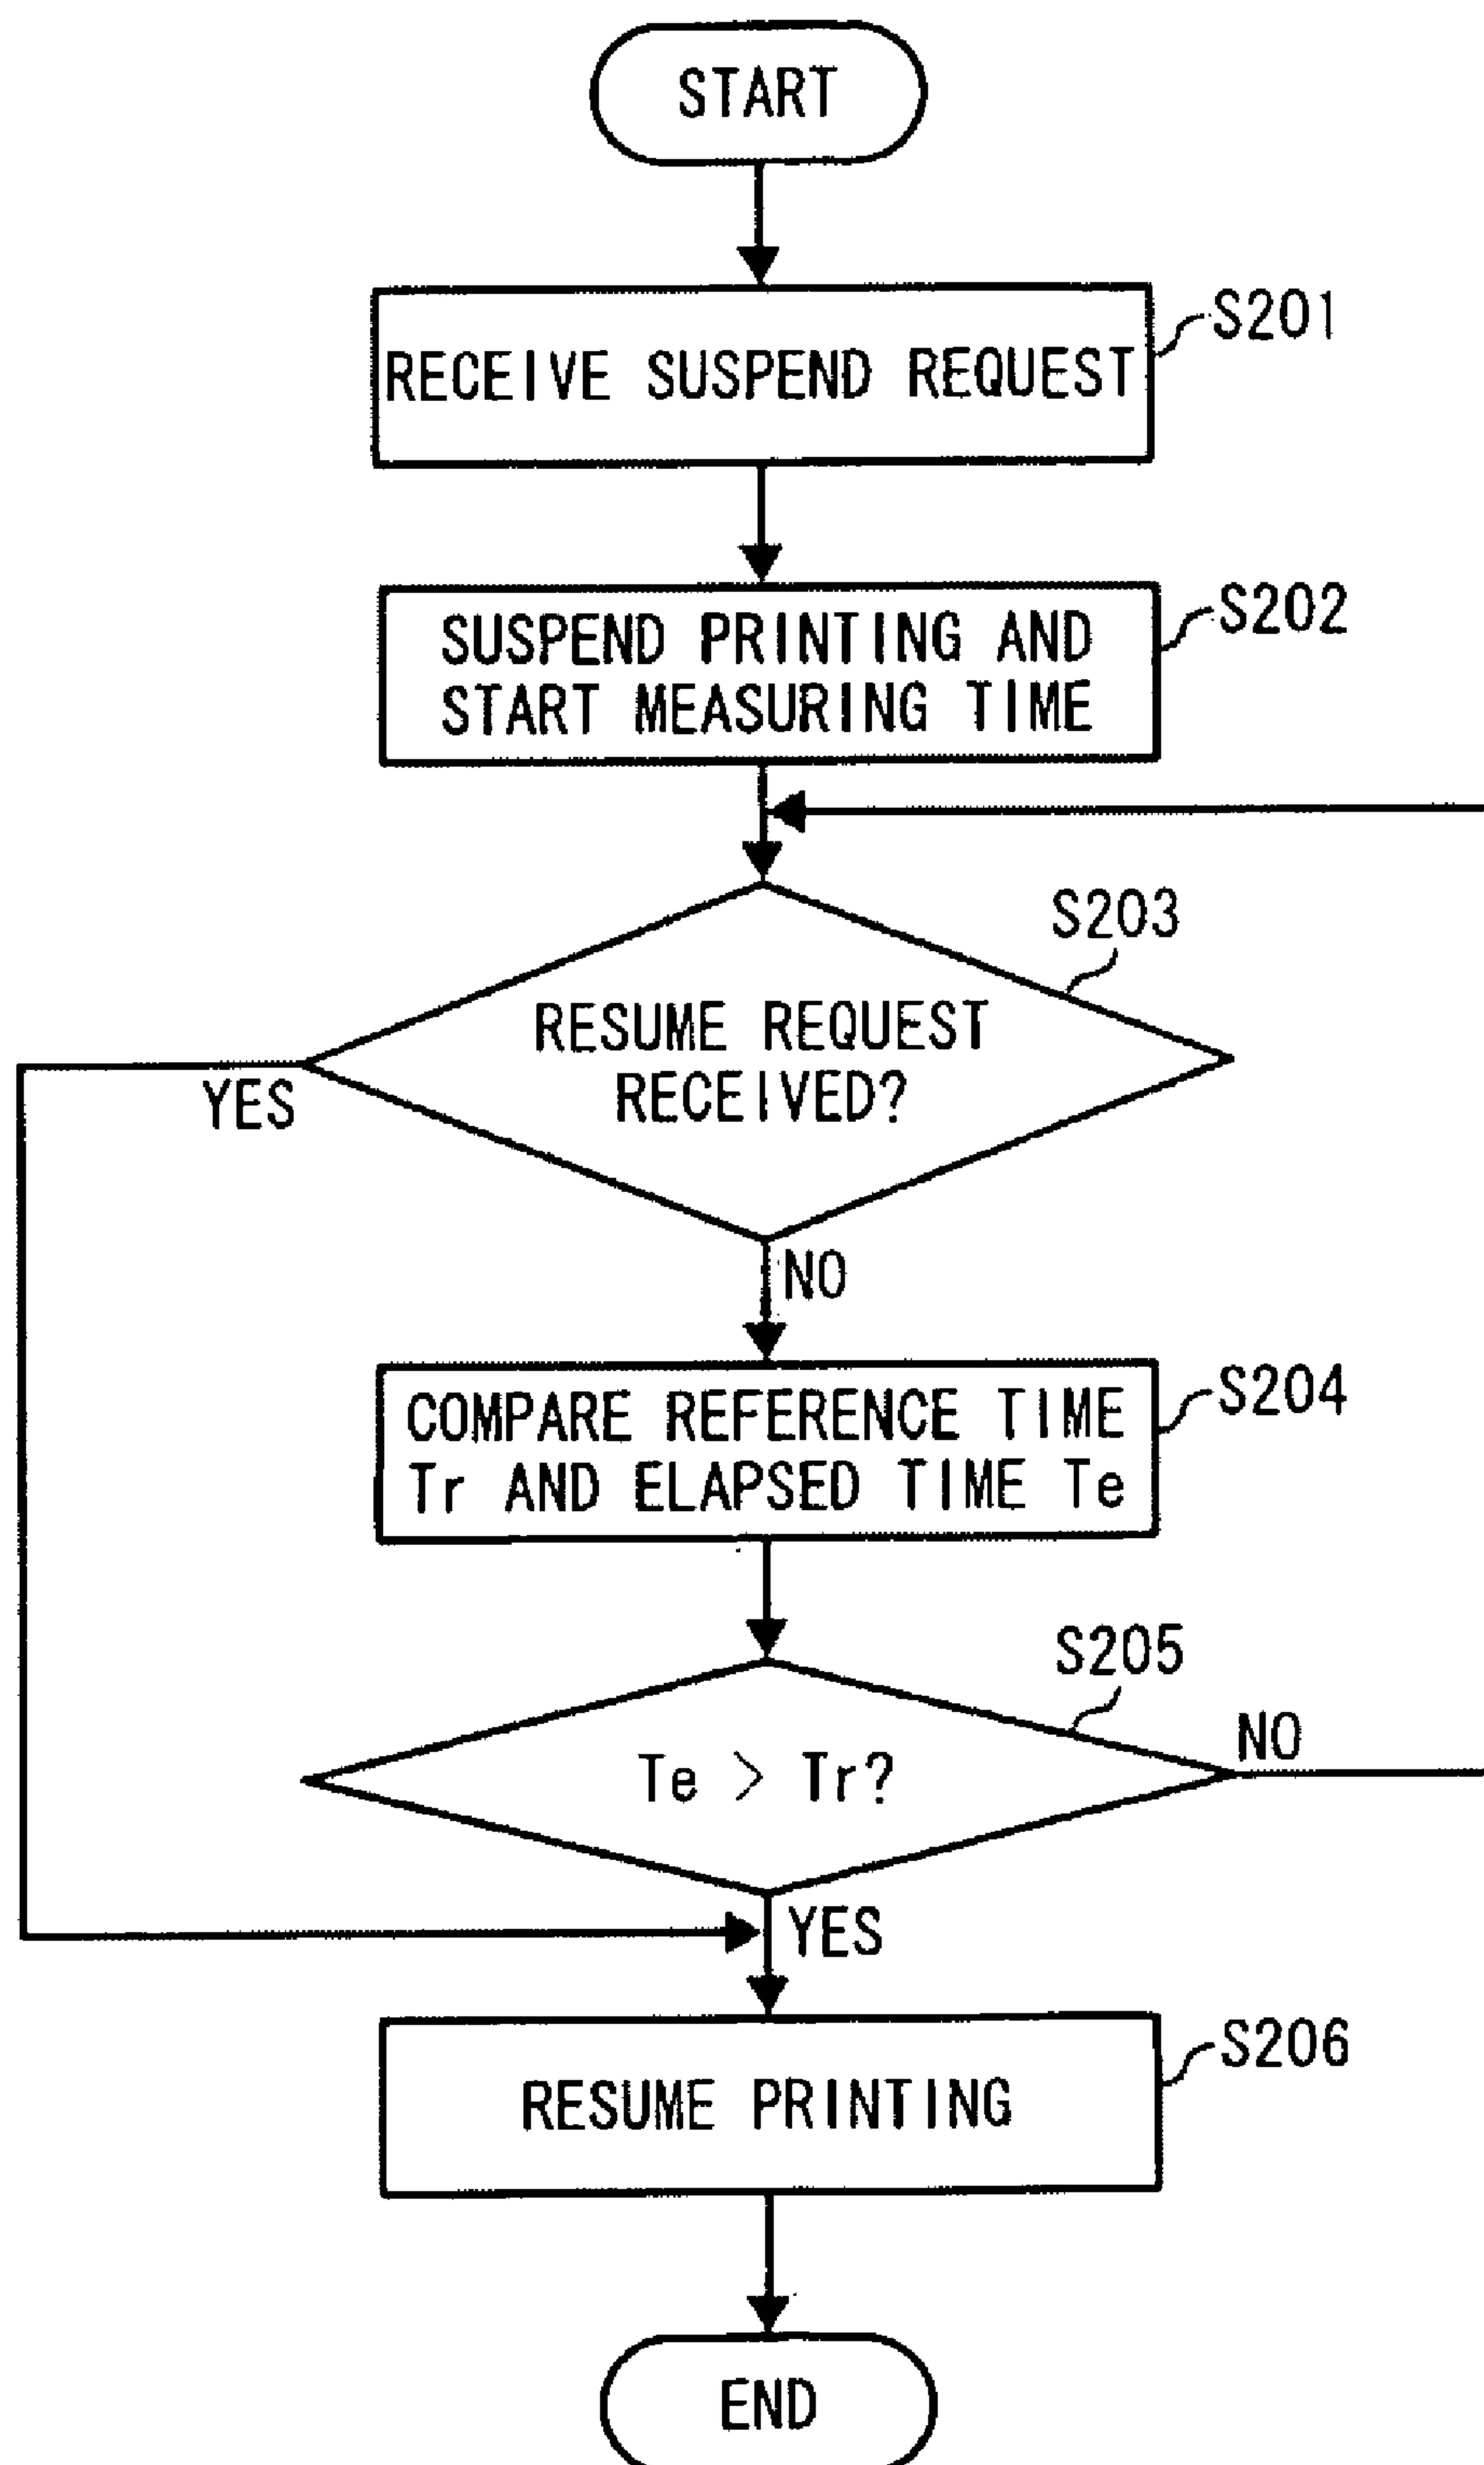 START
RECEIVE SUSPEND REQUEST
S201
SUSPEND PRINTING AND
START MEASURING TIME
S202
S203
RESUME REQUEST
RECEIVED?
YES
NO
COMPARE REFERENCE TIME
Tr AND ELAPSED TIME Te
S204
S205
Te > Tr?
NO
YES
RESUME PRINTING
S206
END